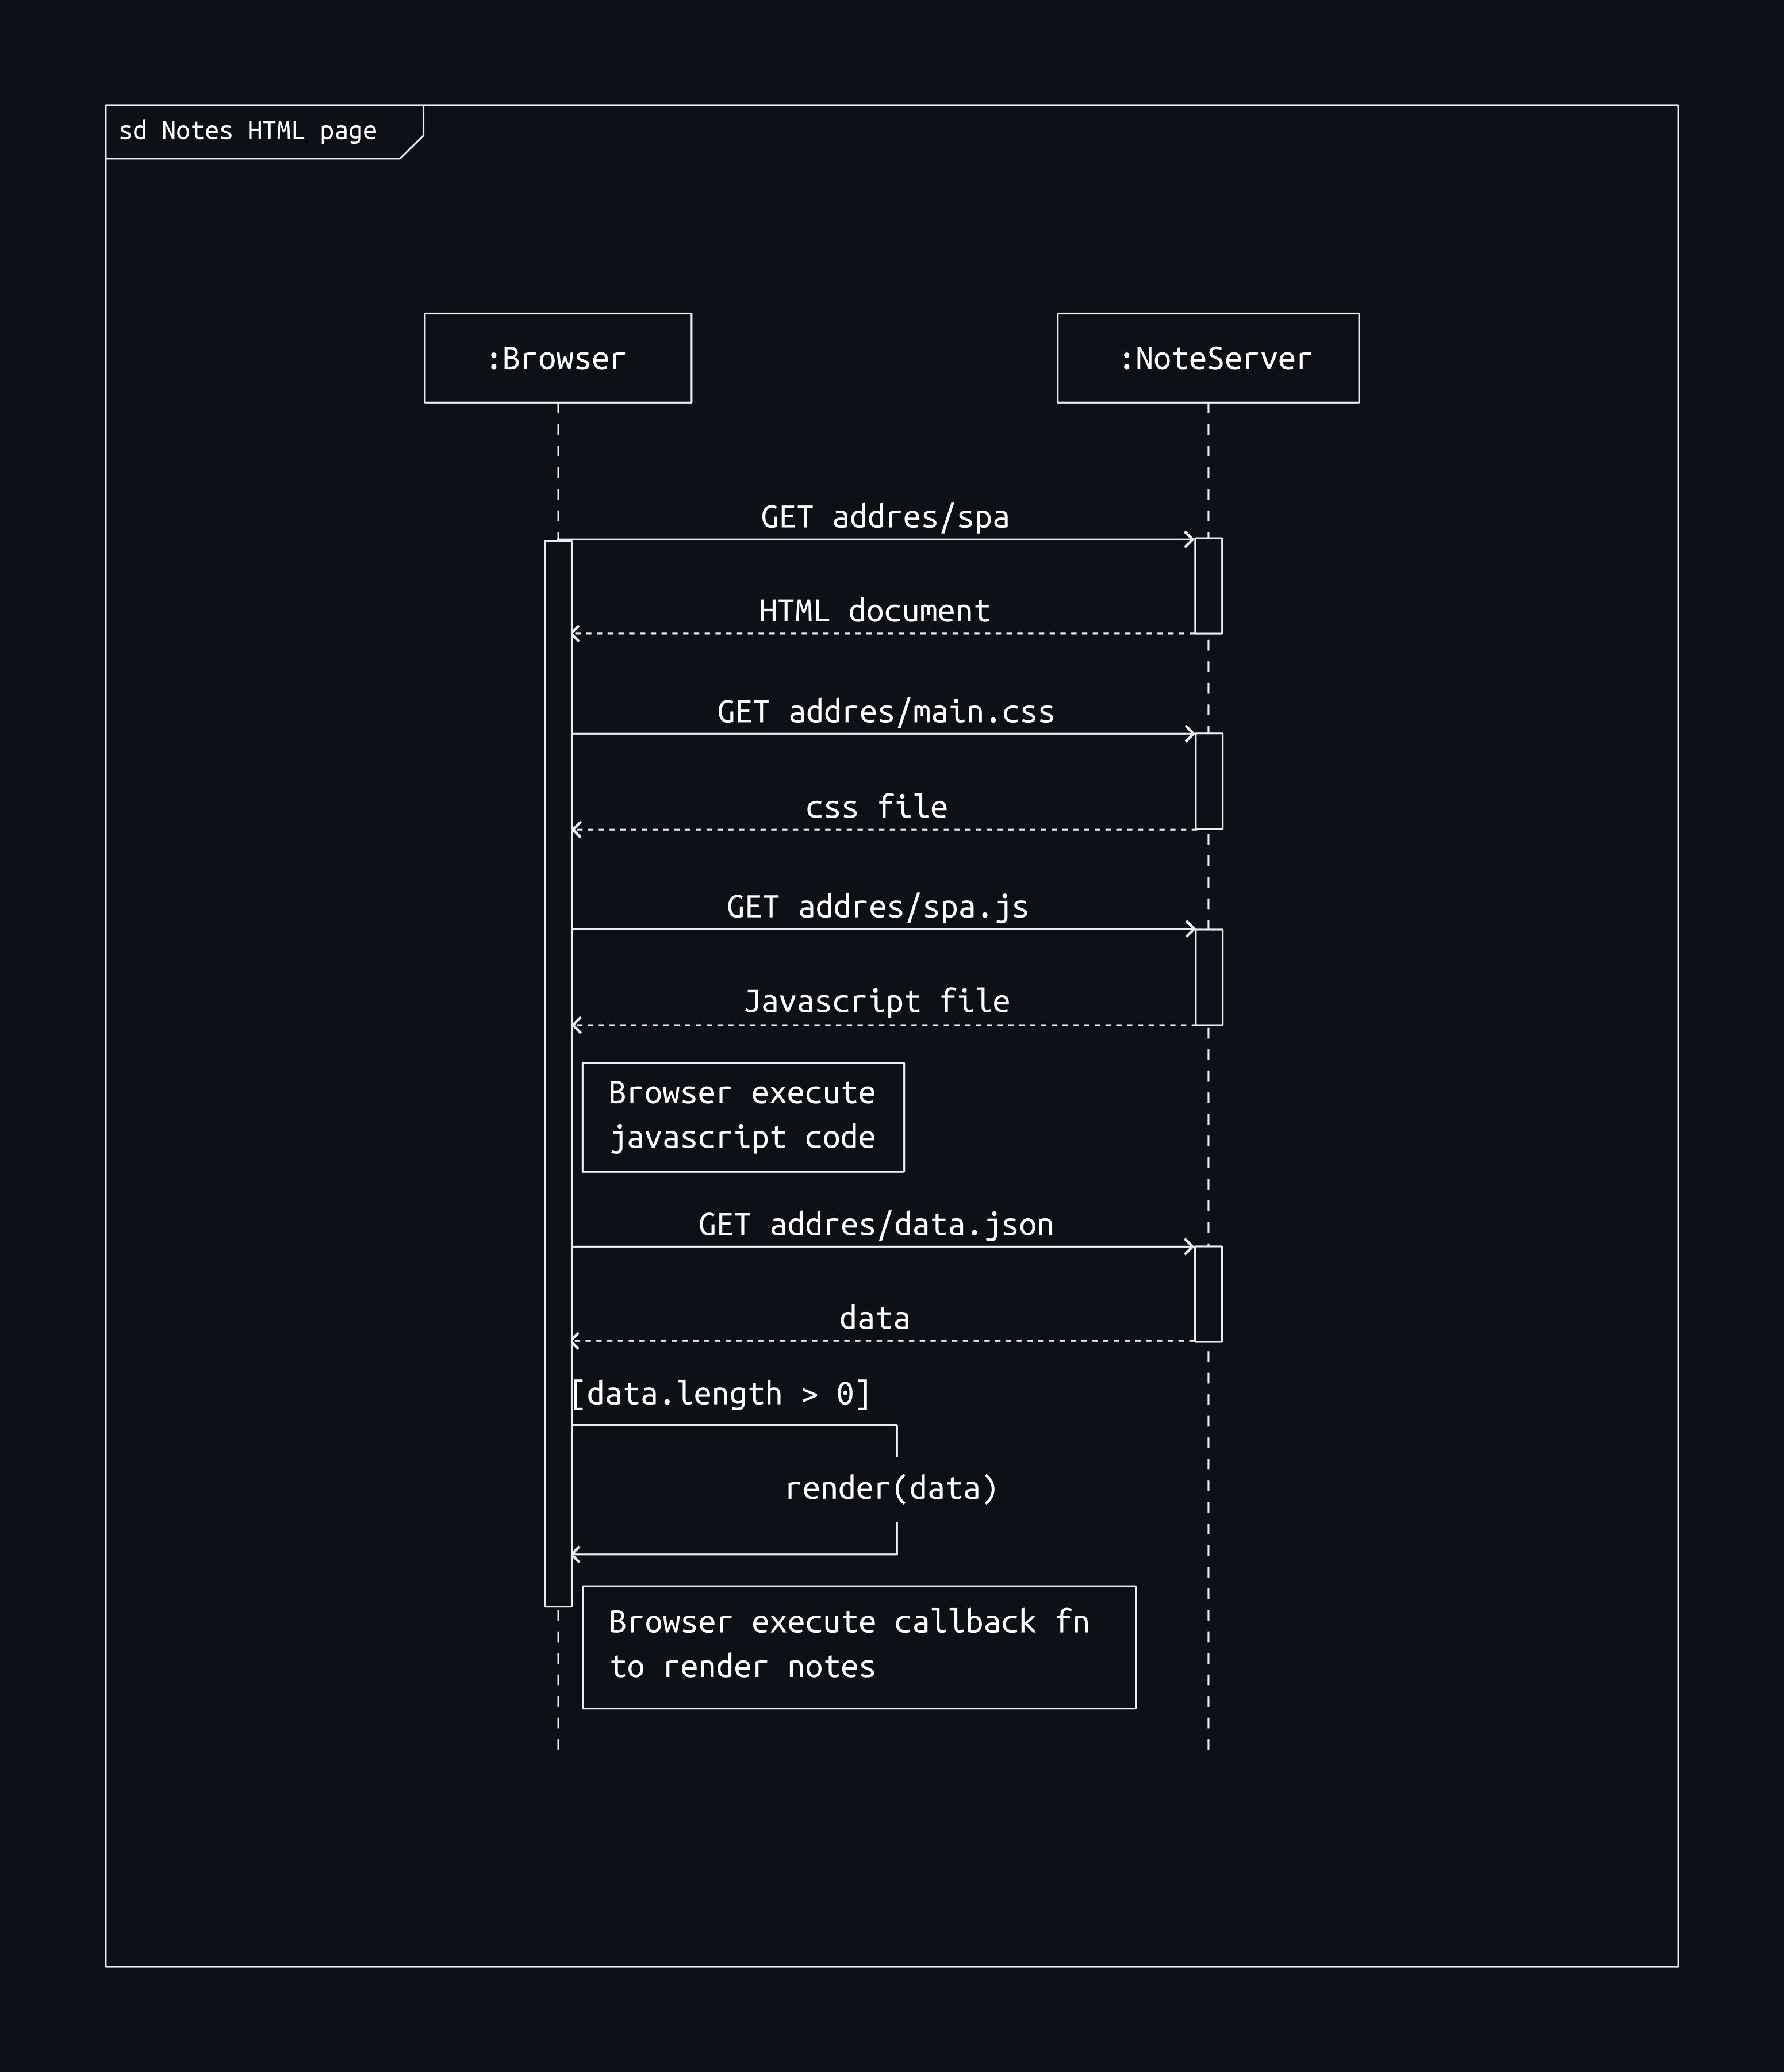 sd Notes HTML page
:Browser
:NoteServer
GET addres/spa
HTML document
GET addres/main.css
css file
GET addres/spa.js
Javascript file
Browser execute
javascript code
GET addres/data.json
data
[data.length > 0]
render(data)
Browser execute callback fn
to render notes